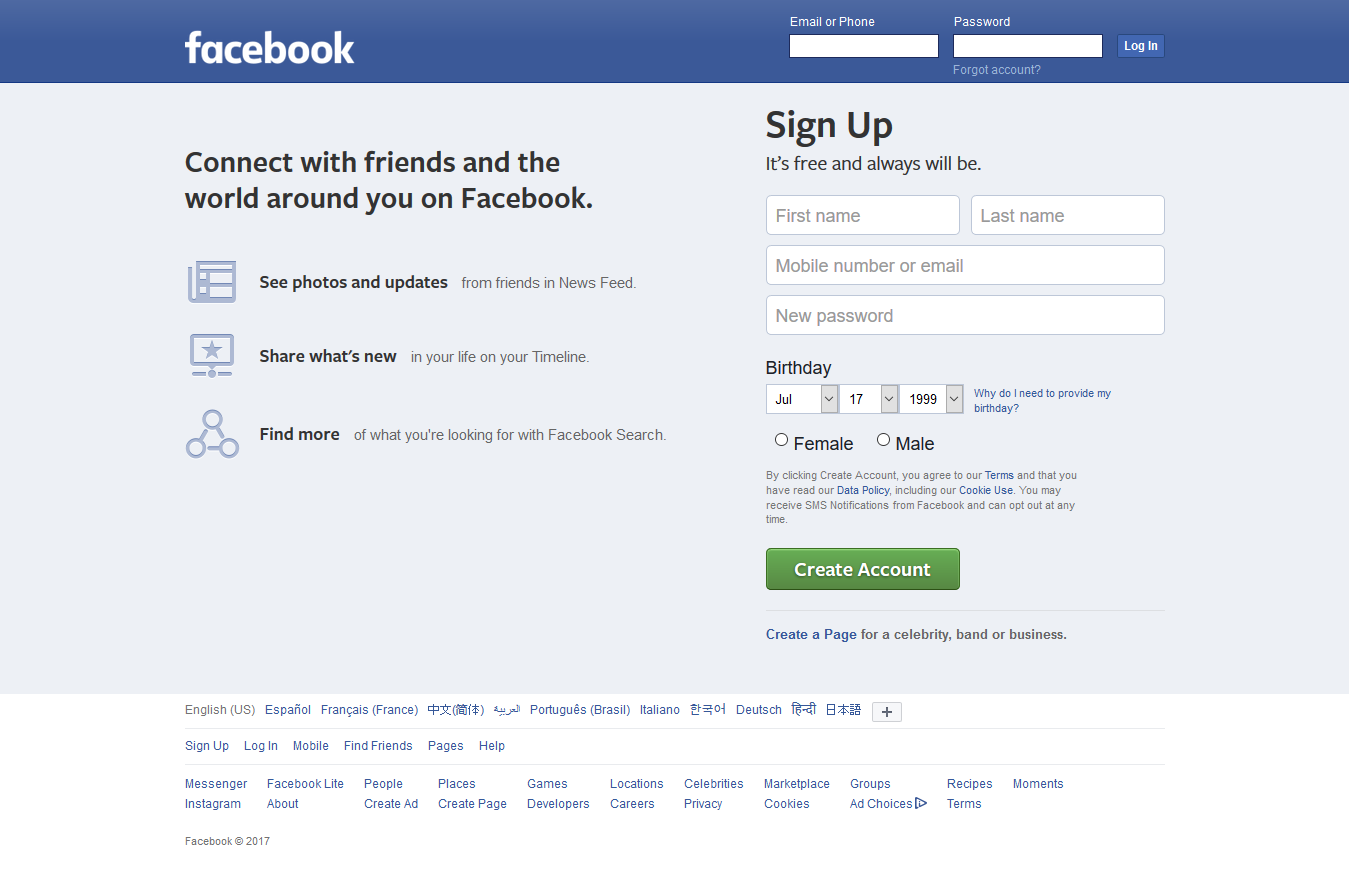 facebook
Email or Phone Password
Log In
Forgot account?
Connect with friends and the
world around you on Facebook.
See photos and updates from friends in News Feed.
Share what's new in your life on your Timeline.
Find more of what you're looking for with Facebook Search.
Sign Up
It’s free and always will be.
First name Last name
Mobile number or email
New password
Birthday
Jul 17 1999
Why do I need to provide my
birthday?
Female Male
By clicking Create Account, you agree to our Terms and that you
have read our Data Policy, including our Cookie Use. You may
receive SMS Notifications from Facebook and can opt out at any
time.
Create Account
Create a Page for a celebrity, band or business.
English (US) Español Français (France) 中文(简体) العربية Português (Brasil) Italiano 한국어 Deutsch हिन्दी 日本語 +
Sign Up Log In Mobile Find Friends Pages Help
Messenger Facebook Lite People Places Games Locations Celebrities Marketplace Groups Recipes Moments
Instagram About Create Ad Create Page Developers Careers Privacy Cookies Ad Choices Terms
Facebook © 2017